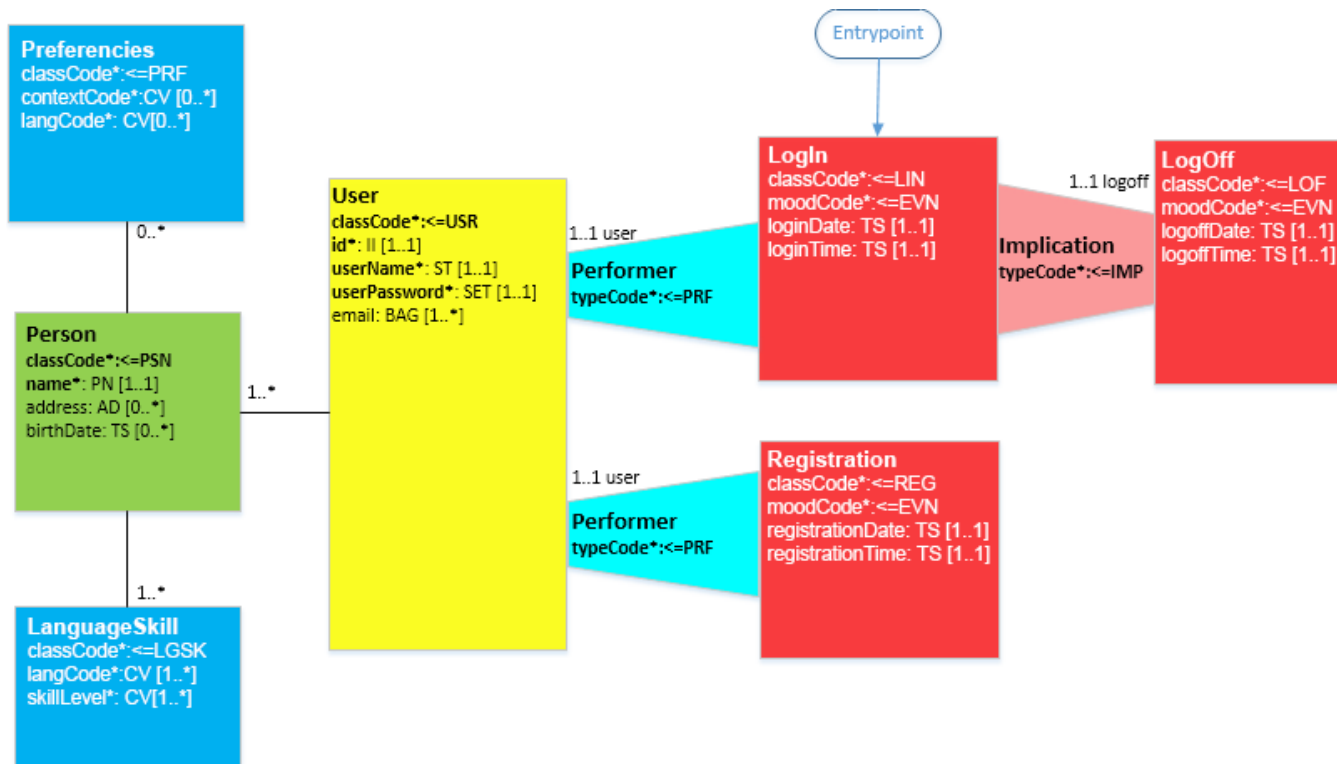 Entrypoint
Preferencies
classCode*:<=PRF
contextCode*:CV [0..*]
langCode*: CV[0..*]
0..*
Person
classCode*:<=PSN
name*: PN [1..1]
address: AD [0..*]
birthDate: TS [0..*]
1..*
1..*
LanguageSkill
classCode*:<=LGSK
langCode*:CV [1..*]
skillLevel*: CV[1..*]
User
classCode*:<=USR
id*: II [1..1]
userName*: ST [1..1]
userPassword*: SET [1..1]
email: BAG [1..*]
1..1 user
Performer
typeCode*:<=PRF
LogIn
classCode*:<=LIN
moodCode*:<=EVN
loginDate: TS [1..1]
loginTime: TS [1..1]
1..1 logoff
Implication
typeCode*:<=IMP
LogOff
classCode*:<=LOF
moodCode*:<=EVN
logoffDate: TS [1..1]
logoffTime: TS [1..1]
1..1 user
Performer
typeCode*:<=PRF
Registration
classCode*:<=REG
moodCode*:<=EVN
registrationDate: TS [1..1]
registrationTime: TS [1..1]